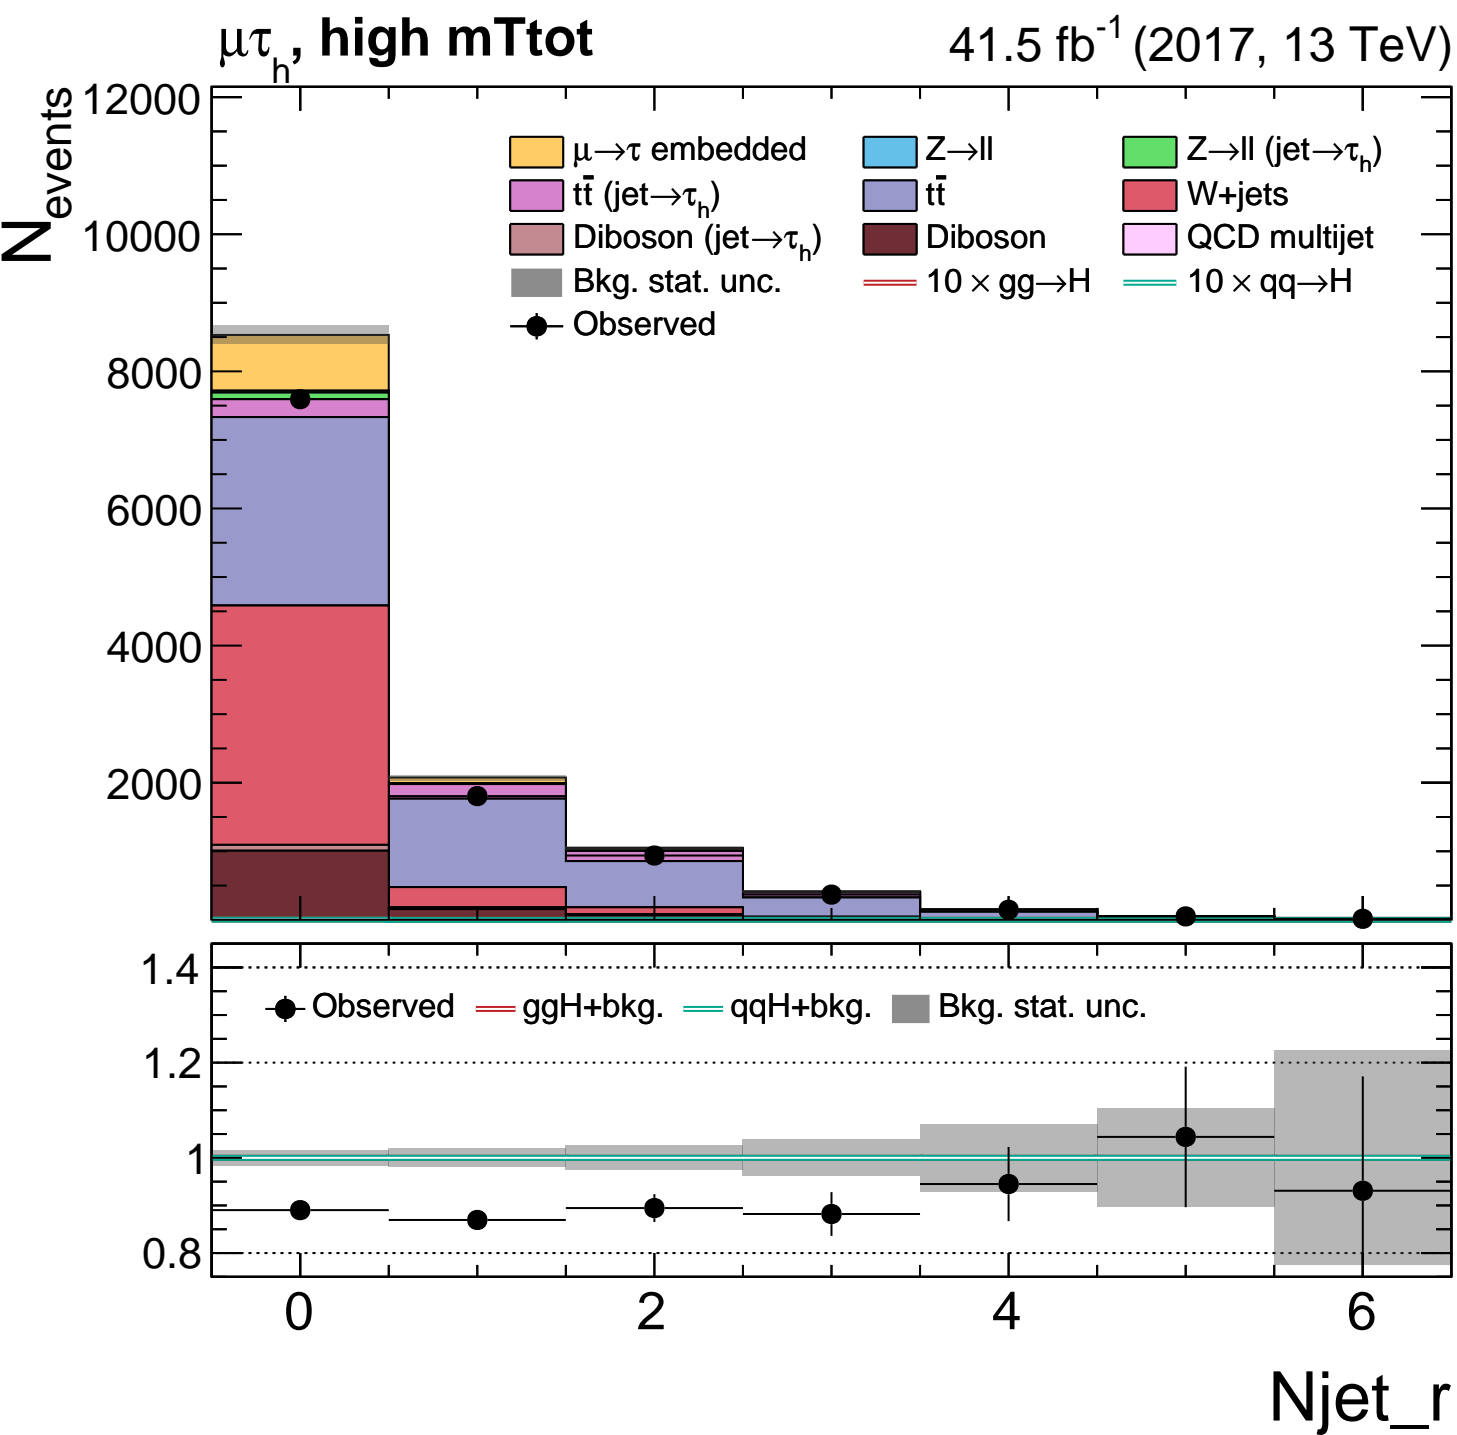 μτh, high mTtot
41.5 fb-1 (2017, 13 TeV)
Nevents
12000
10000
8000
6000
4000
2000
μ→τ embedded
Z→ll
Z→ll (jet→τh)
tt̄ (jet→τh)
tt̄
W+jets
Diboson (jet→τh)
Diboson
QCD multijet
Bkg. stat. unc.
10 × gg→H
10 × qq→H
Observed
1.4
1.2
1
0.8
Observed
ggH+bkg.
qqH+bkg.
Bkg. stat. unc.
0 2 4 6
Njet_r